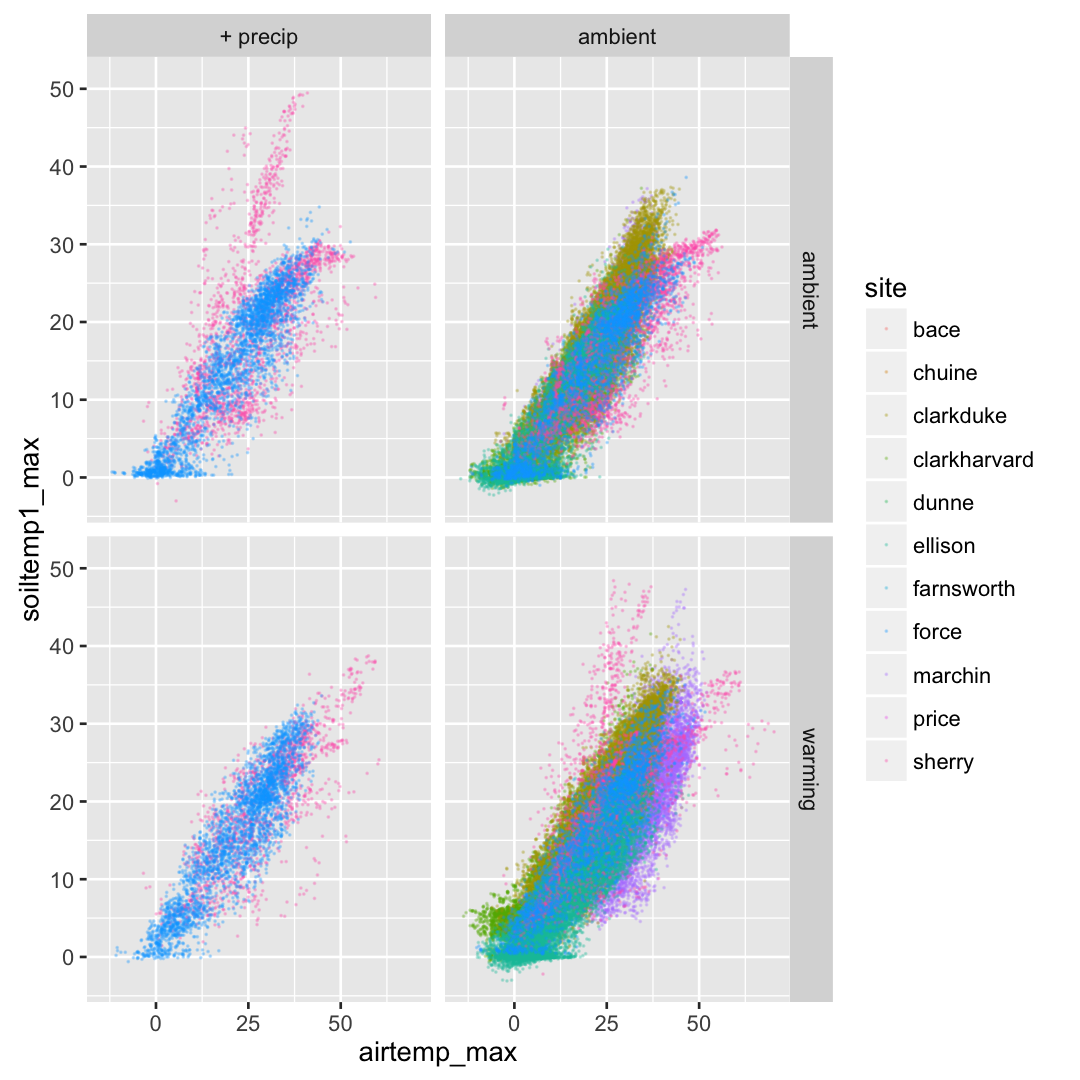 + precip
ambient
50
40
30
20
10
0
ambient
50
40
30
20
10
0
warming
0
25
50
0
25
50
airtemp_max
soiltemp1_max
site
bace
chuine
clarkduke
clarkharvard
dunne
ellison
farnsworth
force
marchin
price
sherry